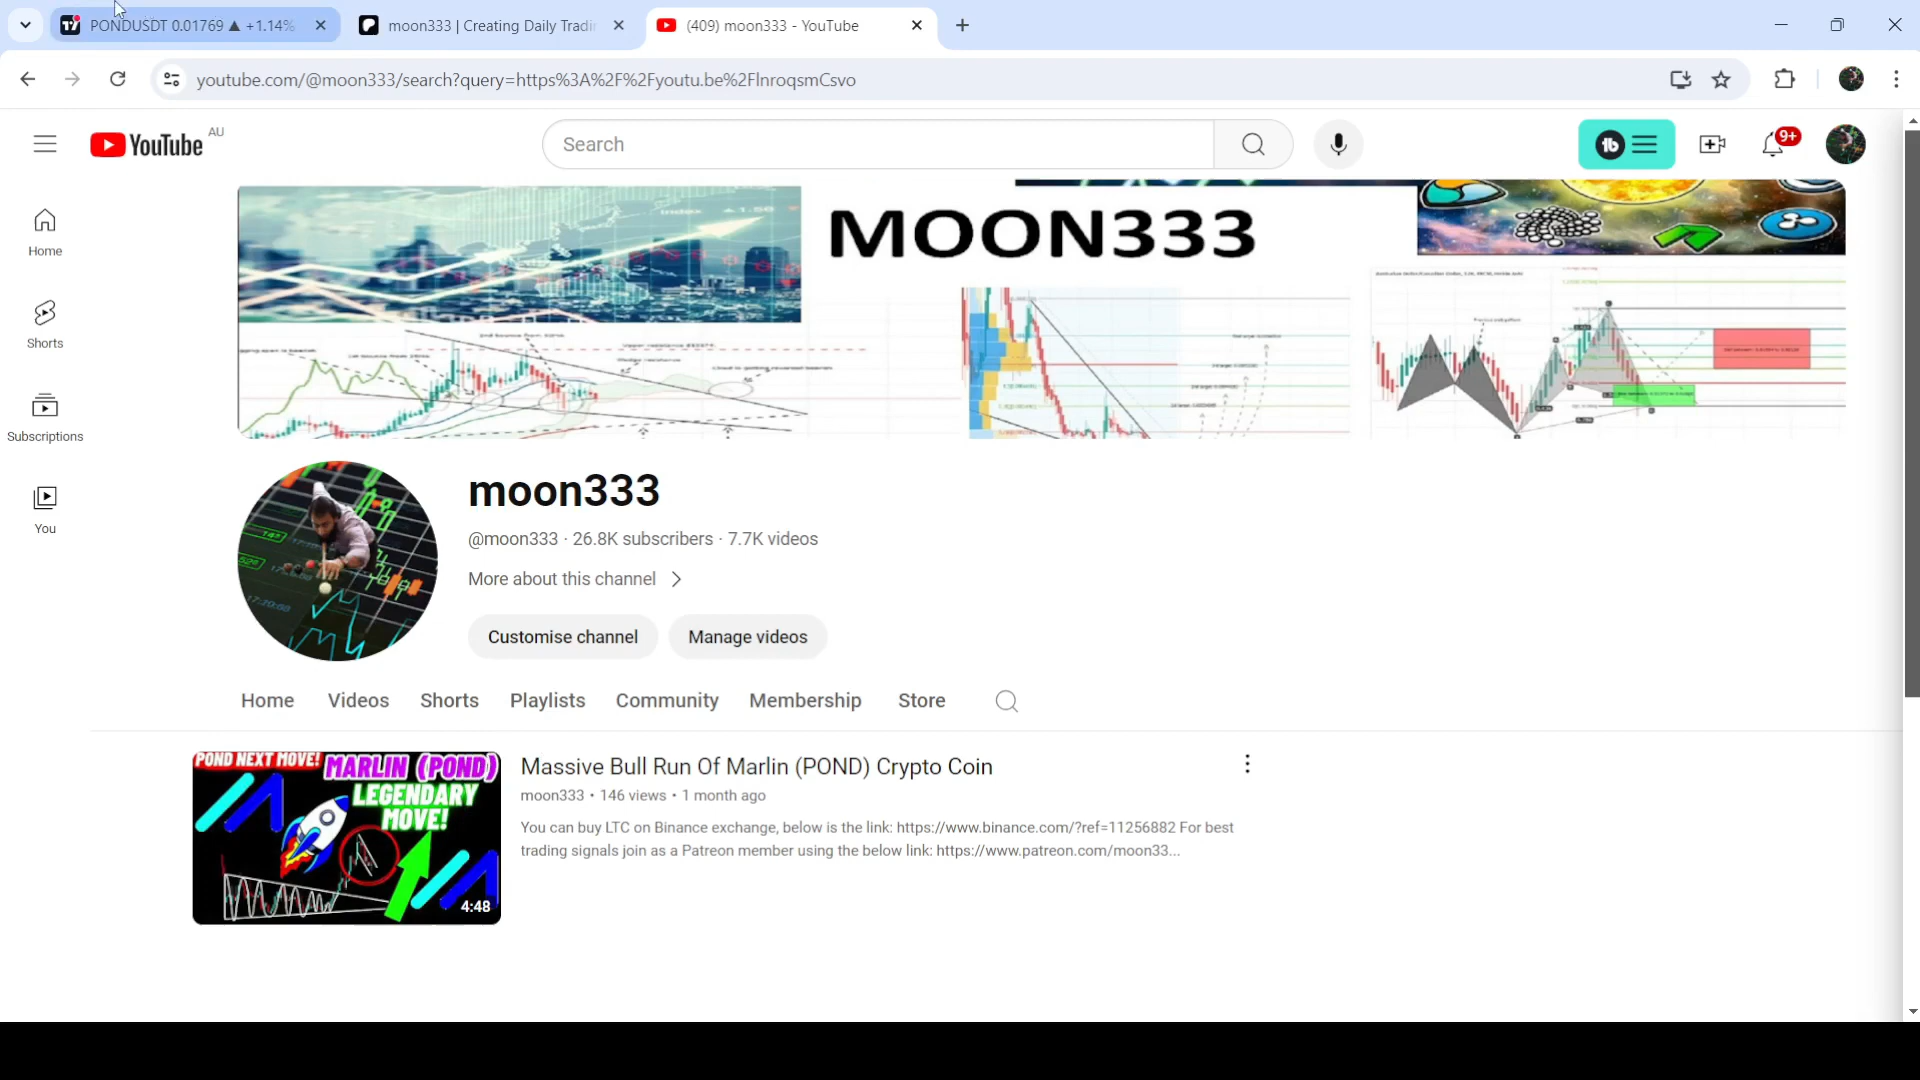 PONDUSDT 0.01769 ▲ +1.14%
moon333 | Creating Daily Tradi
(409) moon333 - YouTube
youtube.com/@moon333/search?query=https%3A%2F%2Fyoutu.be%2FlnroqsmCsvo
YouTube AU
Search
9+
Home
Shorts
Subscriptions
You
MOON333
moon333
@moon333 · 26.8K subscribers · 7.7K videos
More about this channel
Customise channel
Manage videos
Home Videos Shorts Playlists Community Membership Store
POND NEXT MOVE!
MARLIN (POND)
LEGENDARY
MOVE!
4:48
Massive Bull Run Of Marlin (POND) Crypto Coin
moon333 • 146 views • 1 month ago
You can buy LTC on Binance exchange, below is the link: https://www.binance.com/?ref=11256882 For best
trading signals join as a Patreon member using the below link: https://www.patreon.com/moon33...